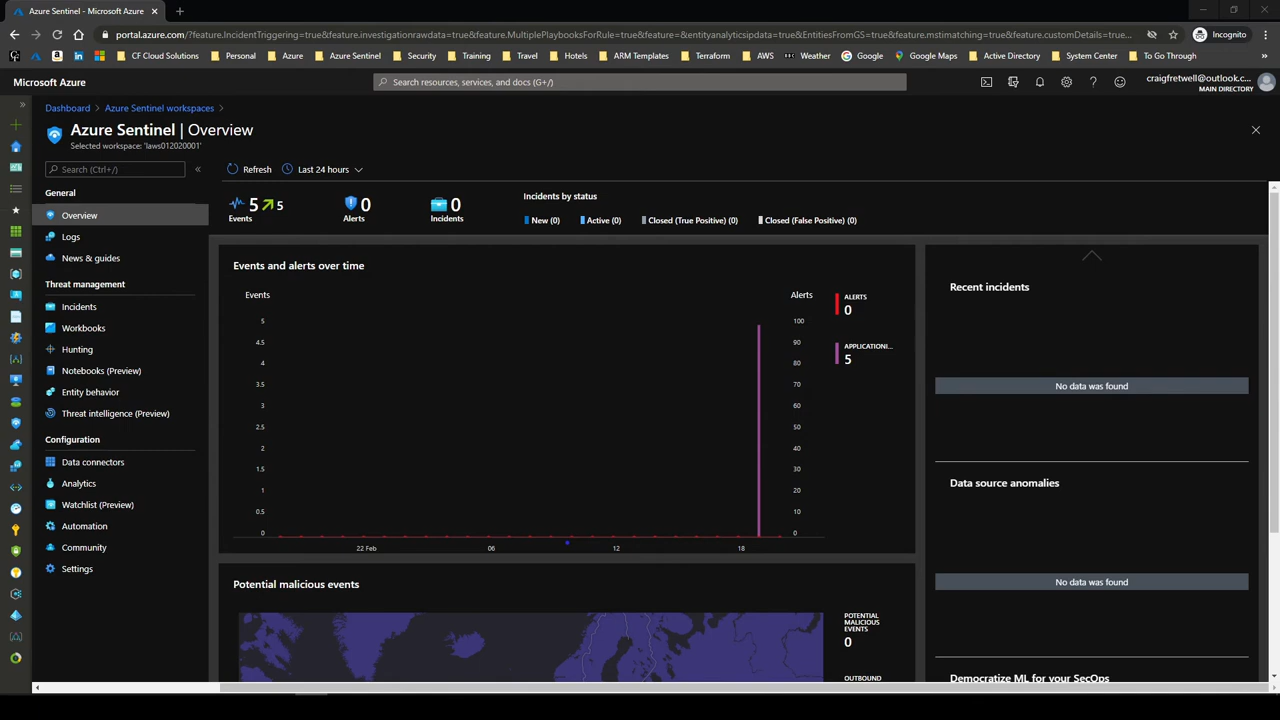 Azure Sentinel - Microsoft Azure
portal.azure.com/?feature.IncidentTriggering=true&feature.investigationrawdata=true&feature.MultiplePlaybooksForRule=true&feature=&entityanalyticsipdata=true&EntitiesFromGS=true&feature.mstimatching=true&feature.customDetails=true...
Incognito
CF Cloud Solutions
Personal
Azure
Azure Sentinel
Security
Training
Travel
Hotels
ARM Templates
Terraform
AWS
Weather
Google
Google Maps
Active Directory
System Center
To Go Through
Microsoft Azure
Search resources, services, and docs (G+/)
craigfretwell@outlook.c...
MAIN DIRECTORY
Dashboard > Azure Sentinel workspaces >
Azure Sentinel | Overview
Selected workspace: 'laws012020001'
Search (Ctrl+/)
«
Refresh
Last 24 hours
General
Overview
Logs
News & guides
Threat management
Incidents
Workbooks
Hunting
Notebooks (Preview)
Entity behavior
Threat intelligence (Preview)
Configuration
Data connectors
Analytics
Watchlist (Preview)
Automation
Community
Settings
5 5
Events
0
Alerts
0
Incidents
Incidents by status
New (0)
Active (0)
Closed (True Positive) (0)
Closed (False Positive) (0)
Events and alerts over time
Events
Alerts
5
4.5
4
3.5
3
2.5
2
1.5
1
0.5
0
100
90
80
70
60
50
40
30
20
10
0
22 Feb
06
12
18
ALERTS
0
APPLICATIONI...
5
Potential malicious events
POTENTIAL
MALICIOUS
EVENTS
0
OUTBOUND
Recent incidents
No data was found
Data source anomalies
No data was found
Democratize ML for your SecOps